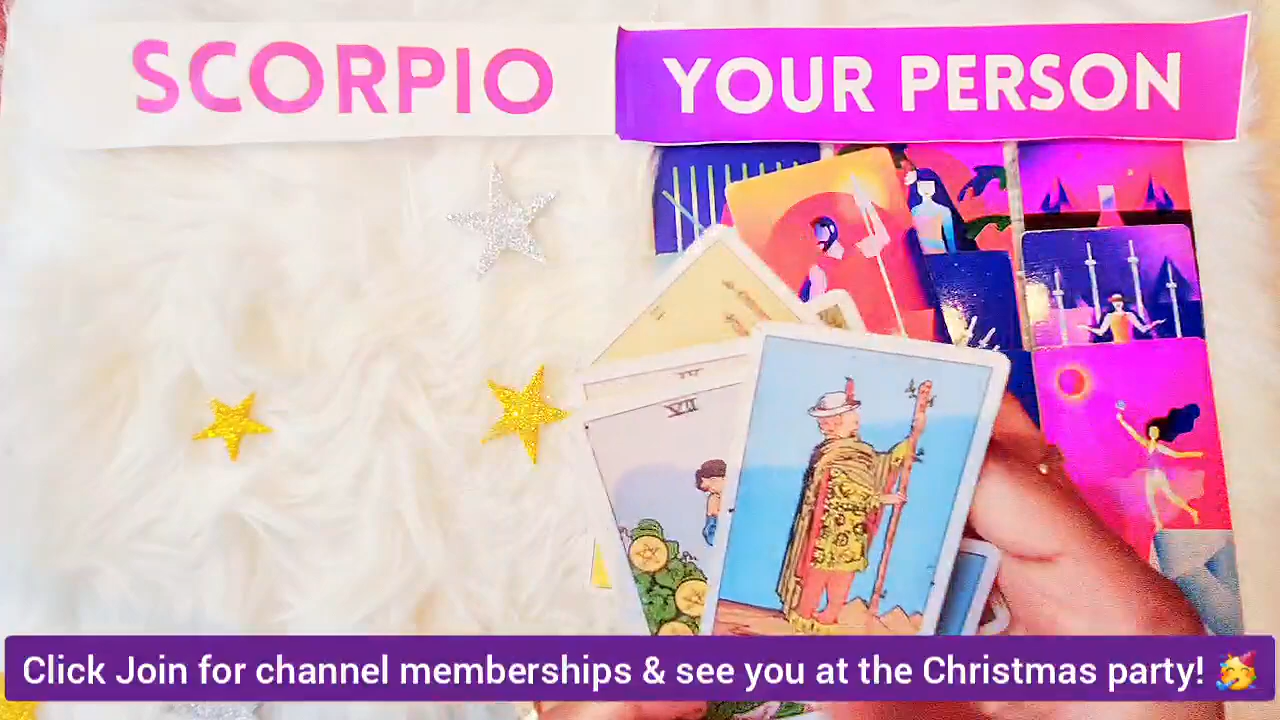 SCORPIO
YOUR PERSON
VII
Click Join for channel memberships & see you at the Christmas party! 🥳